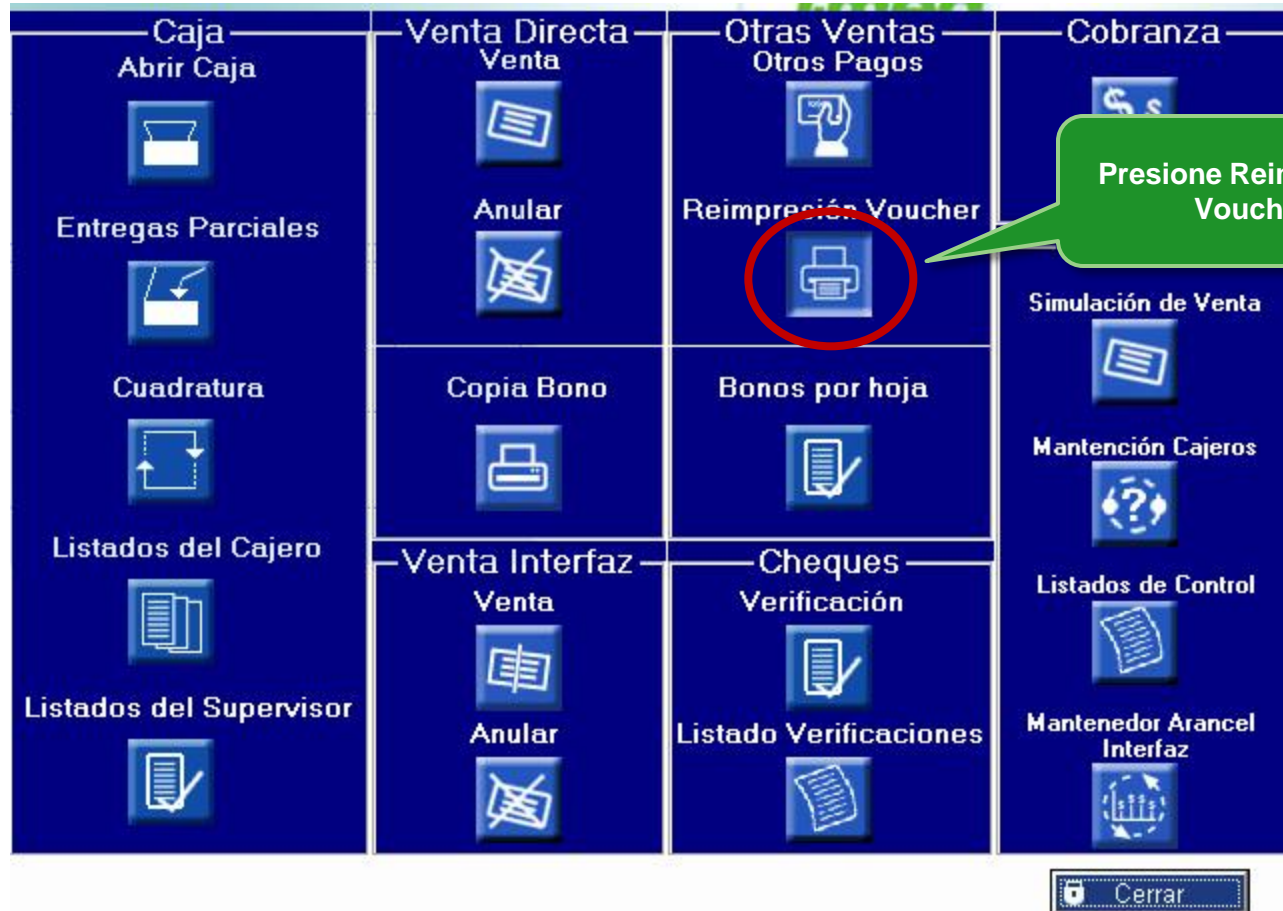 Caja
Abrir Caja
Entregas Parciales
Cuadratura
Listados del Cajero
Listados del Supervisor
Venta Directa
Venta
Anular
Copia Bono
Venta Interfaz
Venta
Anular
Otras Ventas
Otros Pagos
Reimpresión Voucher
Bonos por hoja
Cheques
Verificación
Listado Verificaciones
Cobranza
$ s
Presione
Simulación de Venta
Mantención Cajeros
?
Listados de Control
Mantenedor Arancel
Interfaz
Cerrar